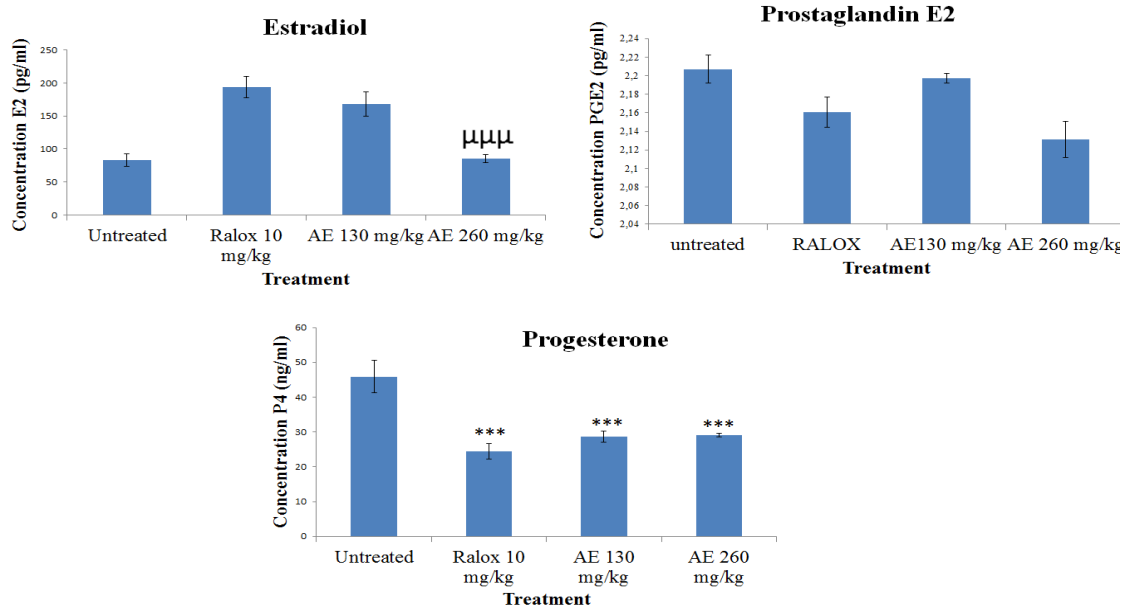 Estradiol
Concentration E2 (pg/ml)
250
200
150
100
50
0
µµµ
Untreated
Ralox 10 mg/kg
AE 130 mg/kg
AE 260 mg/kg
Treatment
Prostaglandin E2
Concentration PGE2 (pg/ml)
2,24
2,22
2,2
2,18
2,16
2,14
2,12
2,1
2,08
2,06
2,04
untreated
RALOX
AE130 mg/kg
AE 260 mg/kg
Treatment
Progesterone
Concentration P4 (ng/ml)
60
50
40
30
20
10
0
***
***
***
Untreated
Ralox 10 mg/kg
AE 130 mg/kg
AE 260 mg/kg
Treatment